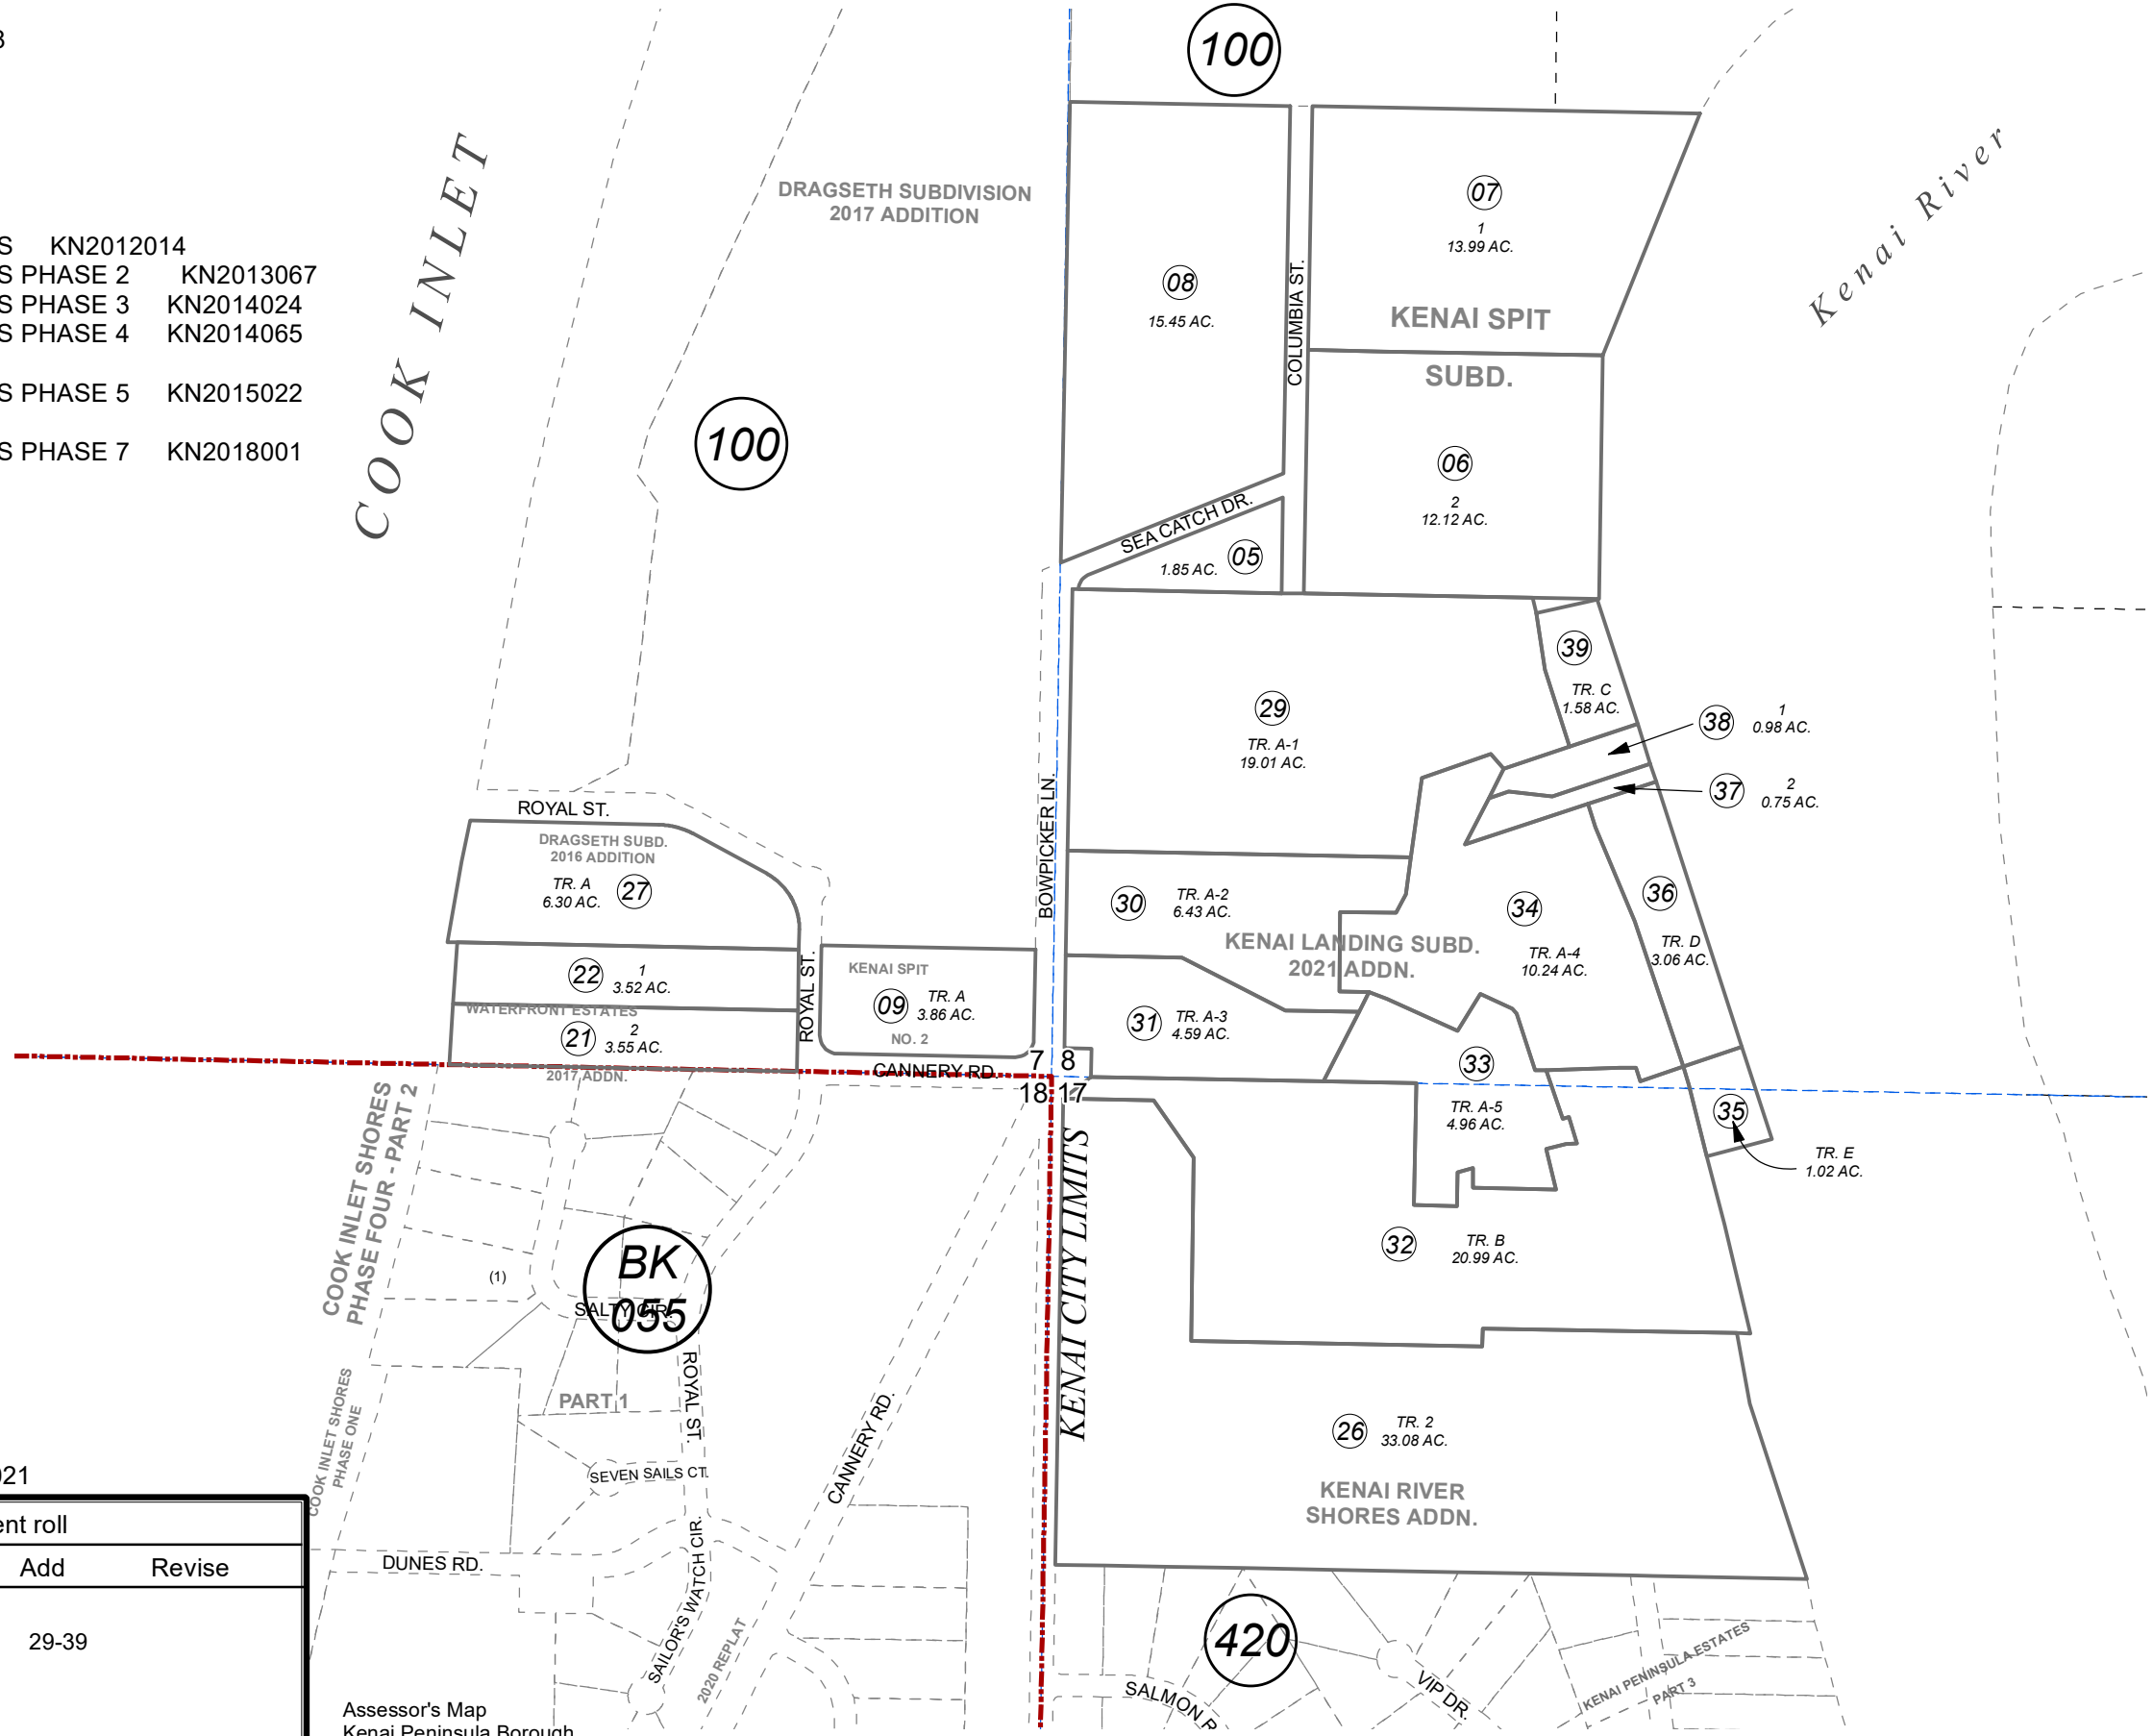 S KN2012014
S PHASE 2 KN2013067
S PHASE 3 KN2014024
S PHASE 4 KN2014065
S PHASE 5 KN2015022
S PHASE 7 KN2018001
COOK INLET
100
DRAGSETH SUBDIVISION
2017 ADDITION
100
08
15.45 AC.
COLUMBIA ST.
07
1
13.99 AC.
KENAI SPIT
SUBD.
06
2
12.12 AC.
Kenai River
SEA CATCH DR.
1.85 AC. 05
29
TR. A-1
19.01 AC.
39
TR. C
1.58 AC.
38 1
0.98 AC.
37 2
0.75 AC.
BOWPICKER LN.
ROYAL ST.
DRAGSETH SUBD.
2016 ADDITION
TR. A
6.30 AC. 27
22 1
3.52 AC.
WATERFRONT ESTATES
21 2
3.55 AC.
2017 ADDN.
ROYAL ST.
KENAI SPIT
09 TR. A
3.86 AC.
NO. 2
CANNERY RD.
7 8
18 17
30 TR. A-2
6.43 AC.
KENAI LANDING SUBD.
2021 ADDN.
31 TR. A-3
4.59 AC.
34
TR. A-4
10.24 AC.
36
TR. D
3.06 AC.
33
TR. A-5
4.96 AC.
35
TR. E
1.02 AC.
32 TR. B
20.99 AC.
KENAI CITY LIMITS
26 TR. 2
33.08 AC.
KENAI RIVER
SHORES ADDN.
COOK INLET SHORES
PHASE FOUR - PART 2
(1)
BK
055
SALTY CIR.
PART 1
ROYAL ST.
COOK INLET SHORES
PHASE ONE
SEVEN SAILS CT.
CANNERY RD.
DUNES RD.
SAILOR'S WATCH CIR.
2020 REPLAT
420
SALMON R
VIP DR.
KENAI PENINSULA ESTATES
PART 3
021
ent roll
Add Revise
29-39
Assessor's Map
Kenai Peninsula Borough